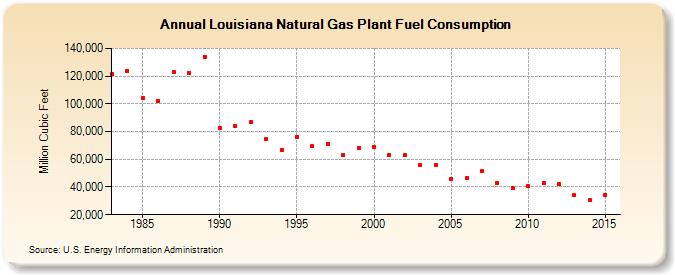 Annual Louisiana Natural Gas Plant Fuel Consumption
Million Cubic Feet
140,000
120,000
100,000
80,000
60,000
40,000
20,000
1985 1990 1995 2000 2005 2010 2015
Source: U.S. Energy Information Administration